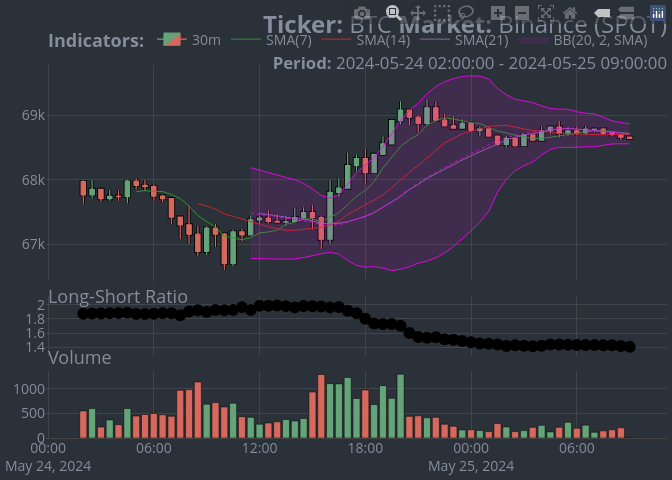 Ticker: BTC Market: Binance (SPOT)
Indicators: 30m SMA(7) SMA(14) SMA(21) BB(20, 2, SMA)
Period: 2024-05-24 02:00:00 - 2024-05-25 09:00:00
69k
68k
67k
Long-Short Ratio
2
1.8
1.6
1.4
Volume
1000
500
0
00:00 06:00 12:00 18:00 00:00 06:00
May 24, 2024 May 25, 2024